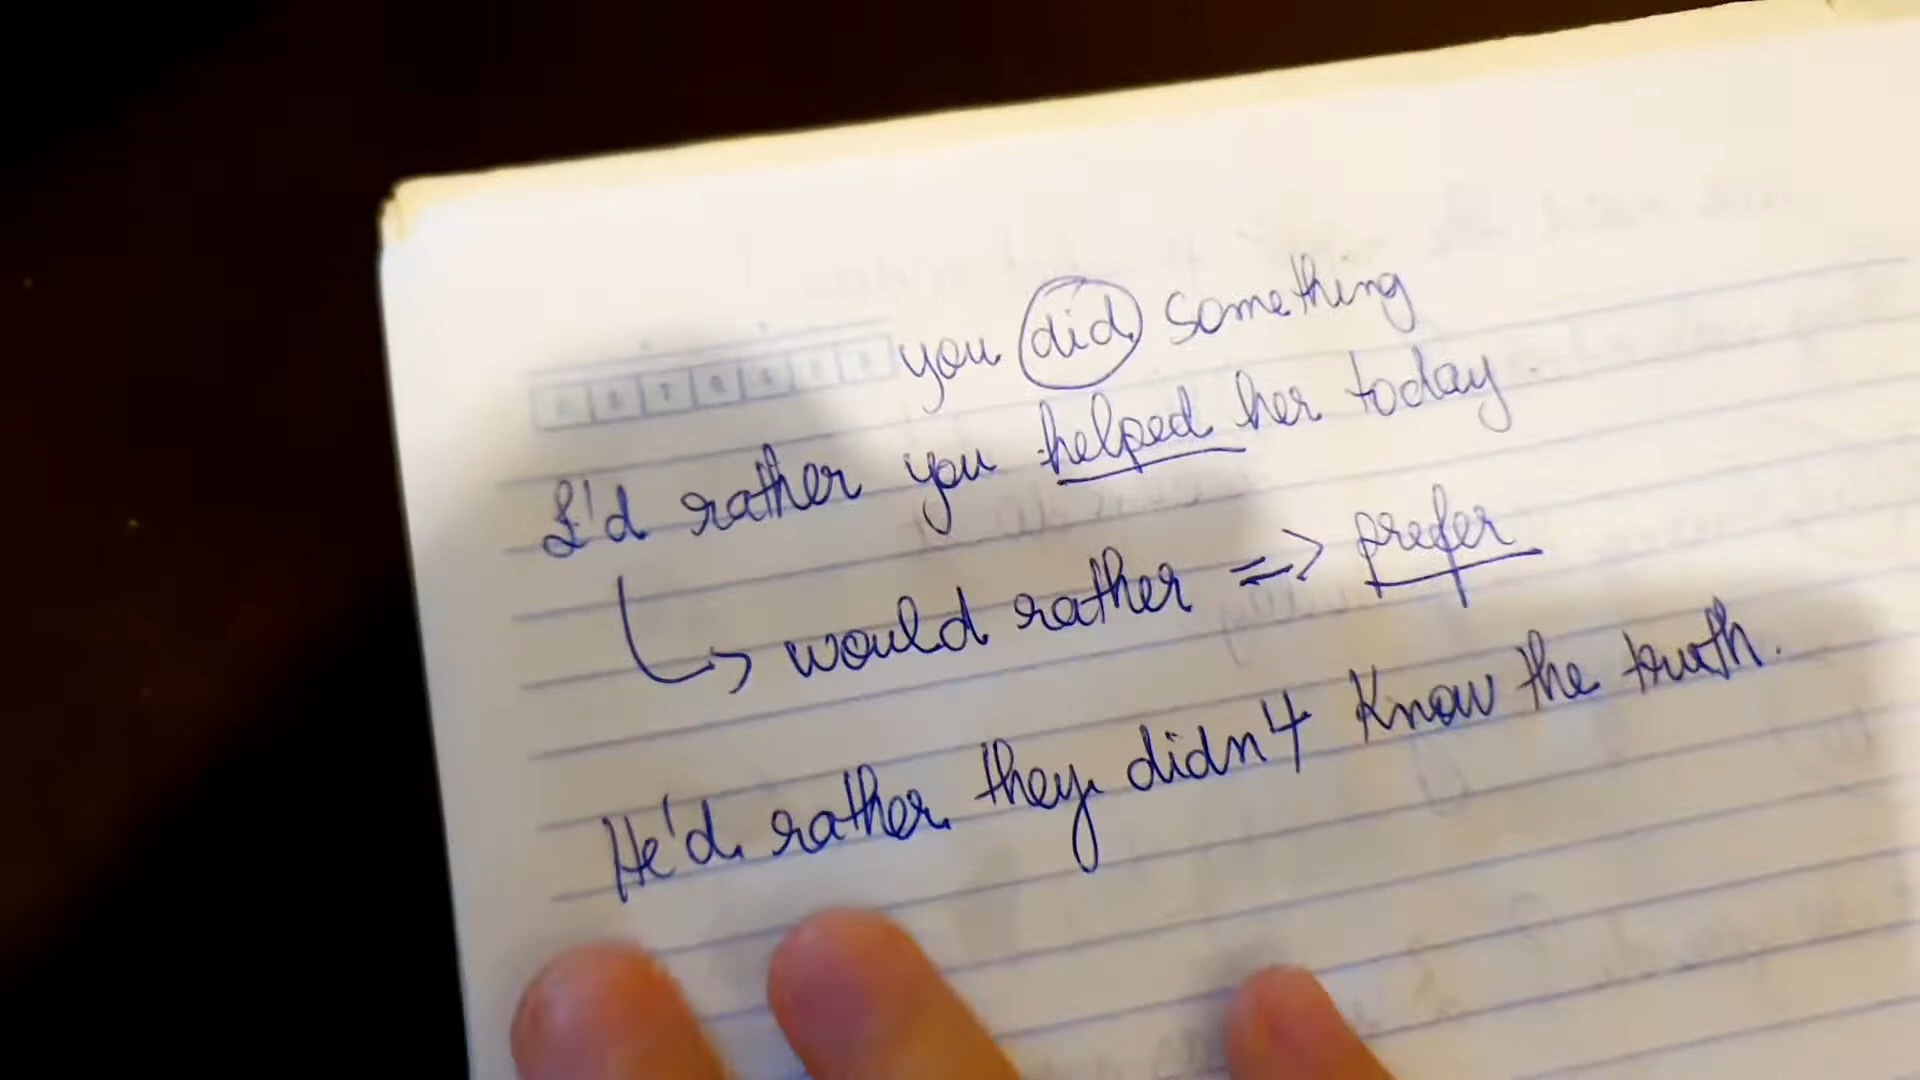 you did something
I'd rather you helped her today.
would rather => prefer
He'd rather they didn't know the truth.